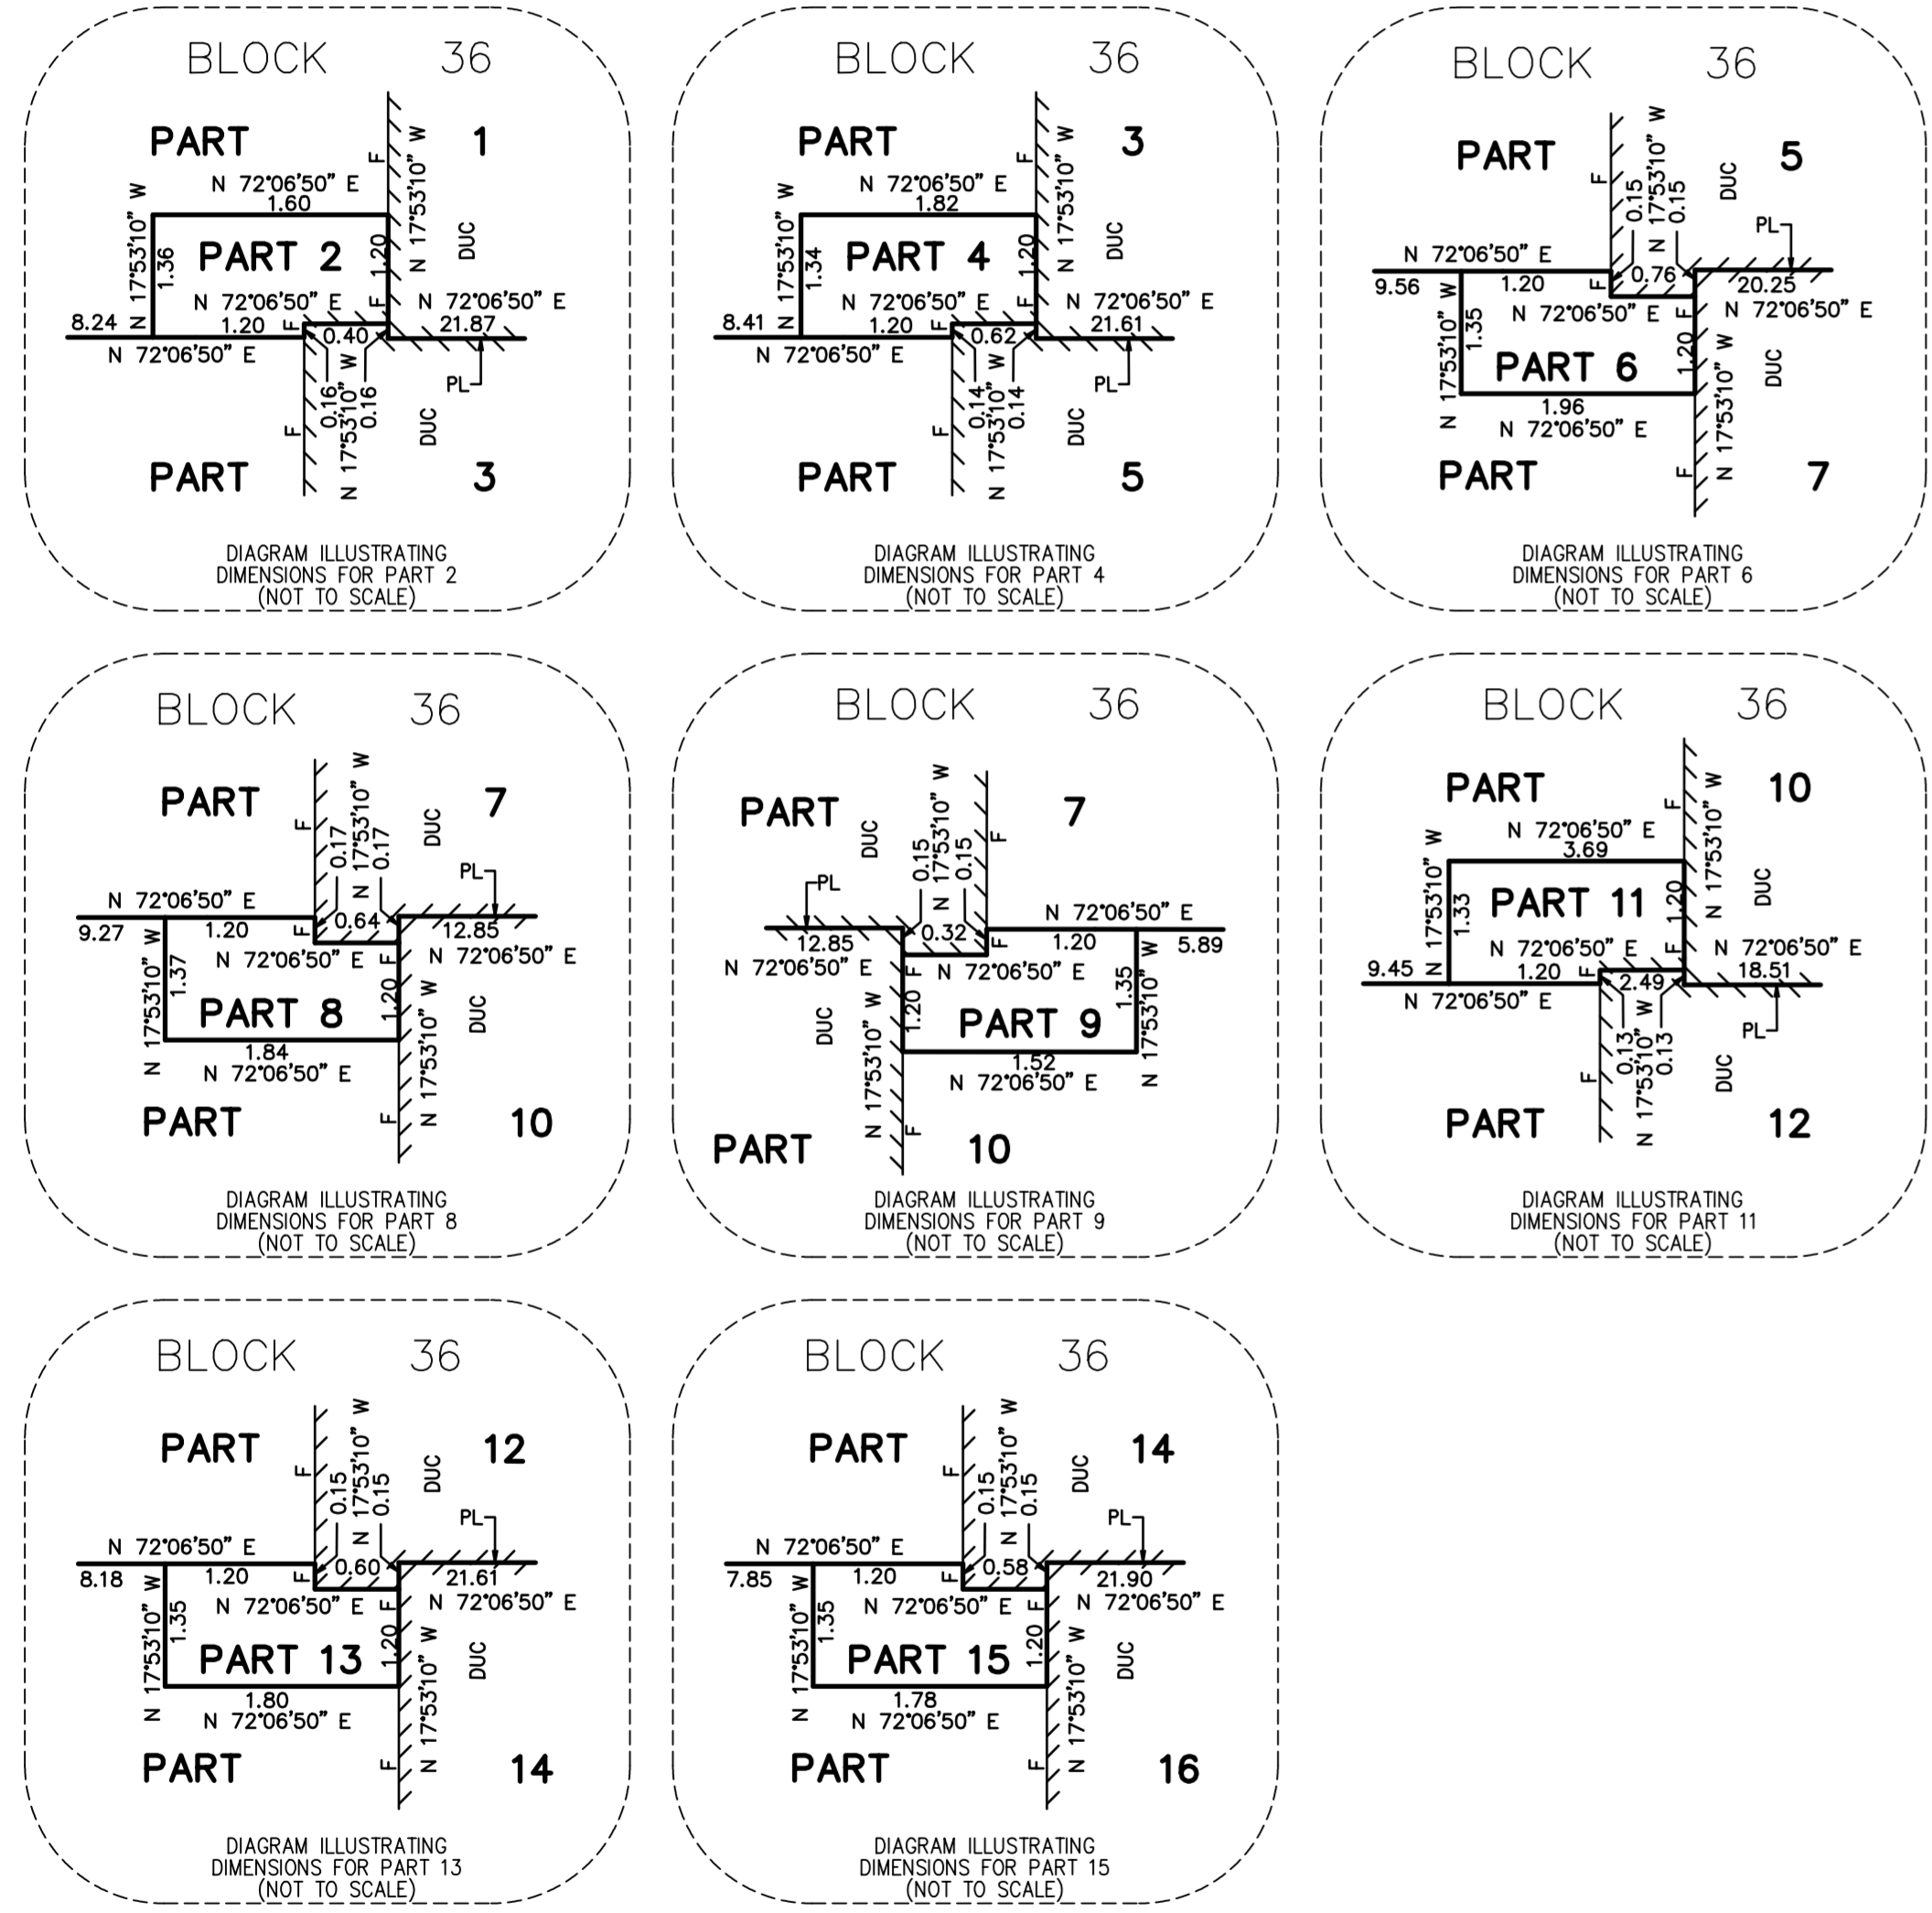 BLOCK 36
PART 1
N 72°06'50" E
1.60
N 17°53'10" W
1.36
PART 2
1.20
F
N 17°53'10" W
DUC
N 72°06'50" E
F
N 72°06'50" E
8.24
1.20
F
0.40
21.87
N 72°06'50" E
PL
0.16
N 17°53'10" W
0.16
DUC
F
PART 3
DIAGRAM ILLUSTRATING
DIMENSIONS FOR PART 2
(NOT TO SCALE)
BLOCK 36
PART 3
N 72°06'50" E
1.82
N 17°53'10" W
1.34
PART 4
1.20
F
N 17°53'10" W
DUC
N 72°06'50" E
F
N 72°06'50" E
8.41
1.20
F
0.62
21.61
N 72°06'50" E
PL
0.14
N 17°53'10" W
0.14
DUC
F
PART 5
DIAGRAM ILLUSTRATING
DIMENSIONS FOR PART 4
(NOT TO SCALE)
BLOCK 36
PART 5
F
0.15
N 17°53'10" W
0.15
DUC
PL
N 72°06'50" E
9.56
1.20
F
0.76
20.25
N 72°06'50" E
F
N 72°06'50" E
N 17°53'10" W
1.35
PART 6
1.20
DUC
1.96
N 72°06'50" E
N 17°53'10" W
F
PART 7
DIAGRAM ILLUSTRATING
DIMENSIONS FOR PART 6
(NOT TO SCALE)
BLOCK 36
PART 7
F
0.17
N 17°53'10" W
0.17
DUC
PL
N 72°06'50" E
9.27
1.20
F
0.64
12.85
N 72°06'50" E
F
N 72°06'50" E
N 17°53'10" W
1.37
PART 8
1.20
DUC
1.84
N 72°06'50" E
N 17°53'10" W
F
PART 10
DIAGRAM ILLUSTRATING
DIMENSIONS FOR PART 8
(NOT TO SCALE)
BLOCK 36
PART 7
DUC
0.15
N 17°53'10" W
0.15
F
PL
N 72°06'50" E
12.85
0.32
F
1.20
5.89
N 72°06'50" E
F
N 72°06'50" E
DUC
N 17°53'10" W
1.20
PART 9
1.35
N 17°53'10" W
1.52
N 72°06'50" E
F
PART 10
DIAGRAM ILLUSTRATING
DIMENSIONS FOR PART 9
(NOT TO SCALE)
BLOCK 36
PART 10
N 72°06'50" E
3.69
N 17°53'10" W
1.33
PART 11
1.20
F
N 17°53'10" W
DUC
N 72°06'50" E
F
N 72°06'50" E
9.45
1.20
F
2.49
18.51
N 72°06'50" E
PL
0.13
N 17°53'10" W
0.13
DUC
F
PART 12
DIAGRAM ILLUSTRATING
DIMENSIONS FOR PART 11
(NOT TO SCALE)
BLOCK 36
PART 12
F
0.15
N 17°53'10" W
0.15
DUC
PL
N 72°06'50" E
8.18
1.20
F
0.60
21.61
N 72°06'50" E
F
N 72°06'50" E
N 17°53'10" W
1.35
PART 13
1.20
DUC
1.80
N 72°06'50" E
N 17°53'10" W
F
PART 14
DIAGRAM ILLUSTRATING
DIMENSIONS FOR PART 13
(NOT TO SCALE)
BLOCK 36
PART 14
F
0.15
N 17°53'10" W
0.15
DUC
PL
N 72°06'50" E
7.85
1.20
F
0.58
21.90
N 72°06'50" E
F
N 72°06'50" E
N 17°53'10" W
1.35
PART 15
1.20
DUC
1.78
N 72°06'50" E
N 17°53'10" W
F
PART 16
DIAGRAM ILLUSTRATING
DIMENSIONS FOR PART 15
(NOT TO SCALE)